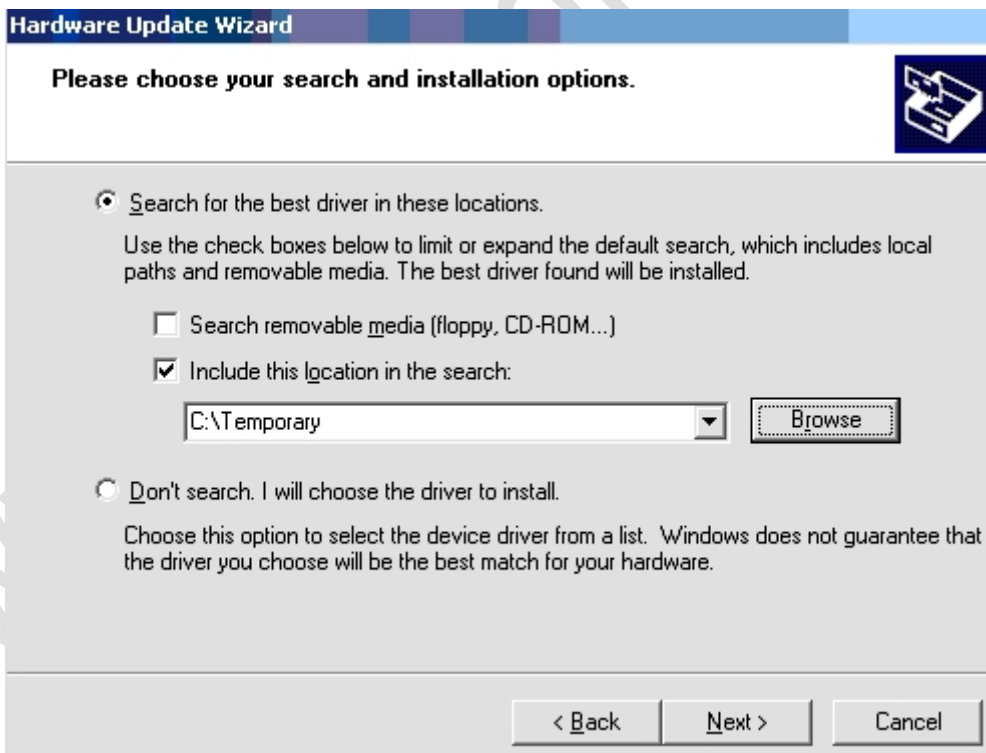 Hardware Update Wizard
Please choose your search and installation options.
Search for the best driver in these locations.
Use the check boxes below to limit or expand the default search, which includes local
paths and removable media. The best driver found will be installed.
Search removable media (floppy, CD-ROM...)
Include this location in the search:
C:\Temporary
Browse
Don't search. I will choose the driver to install.
Choose this option to select the device driver from a list. Windows does not guarantee that
the driver you choose will be the best match for your hardware.
< Back Next > Cancel